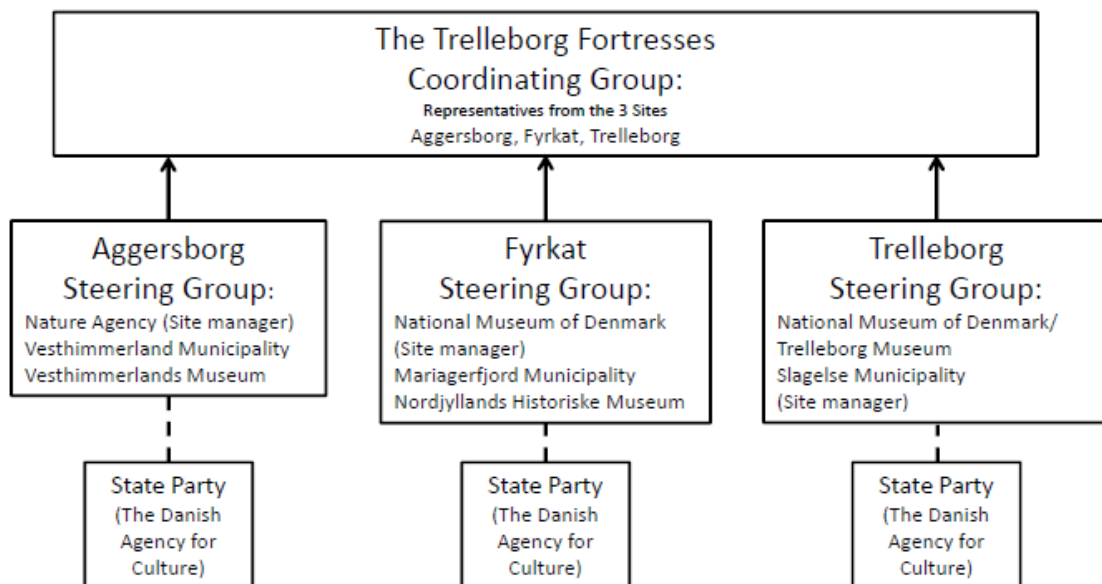 The Trelleborg Fortresses
Coordinating Group:
Representatives from the 3 Sites
Aggersborg, Fyrkat, Trelleborg
Aggersborg
Steering Group:
Nature Agency (Site manager)
Vesthimmerland Municipality
Vesthimmerlands Museum
Fyrkat
Steering Group:
National Museum of Denmark
(Site manager)
Mariagerfjord Municipality
Nordjyllands Historiske Museum
Trelleborg
Steering Group:
National Museum of Denmark/
Trelleborg Museum
Slagelse Municipality
(Site manager)
State Party
(The Danish
Agency for
Culture)
State Party
(The Danish
Agency for
Culture)
State Party
(The Danish
Agency for
Culture)